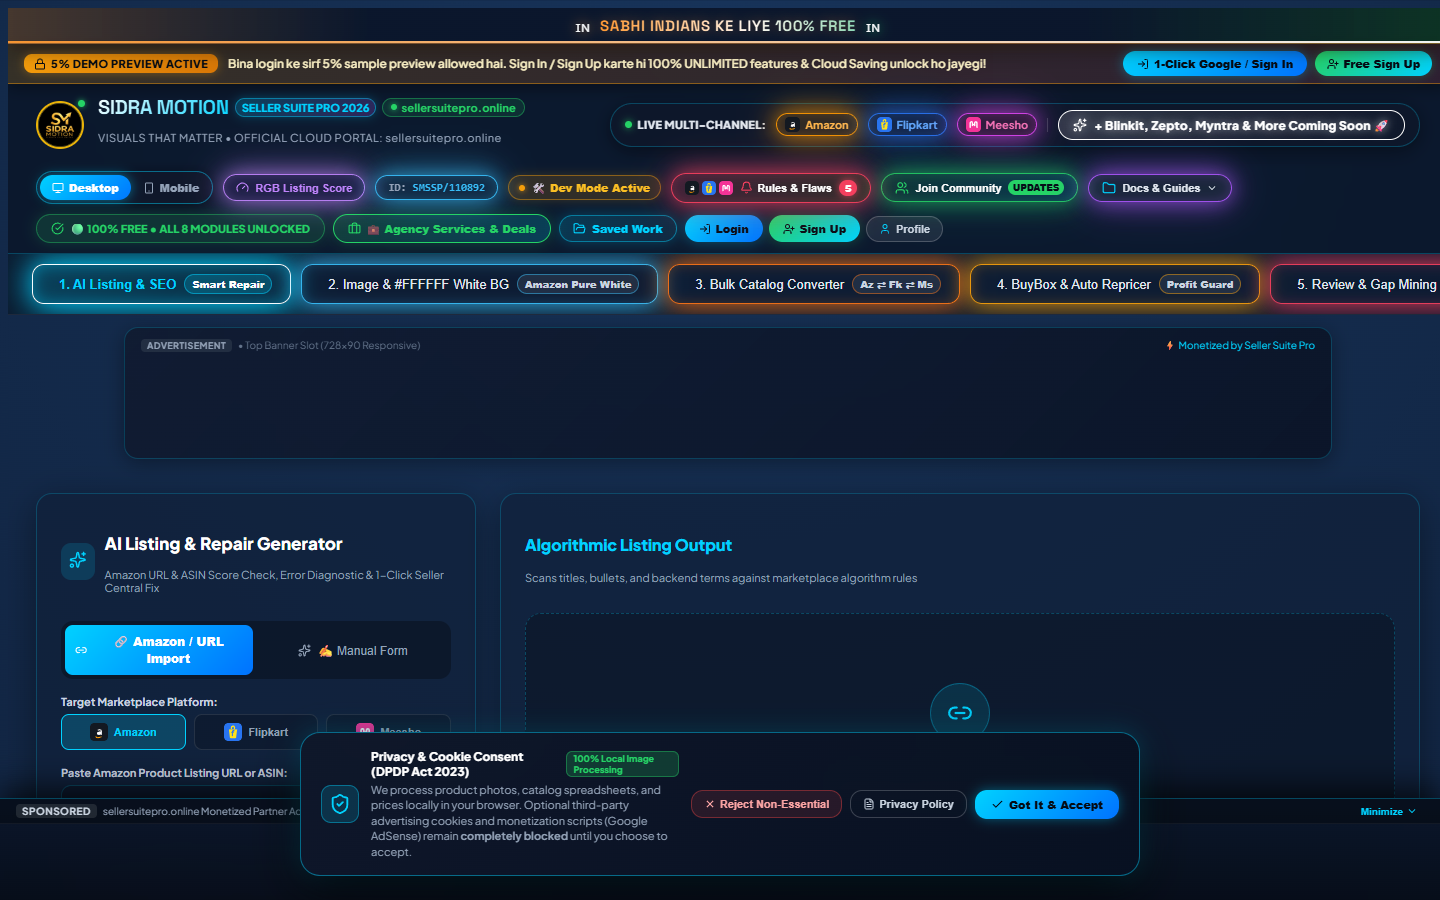 IN SABHI INDIANS KE LIYE 100% FREE IN
5% DEMO PREVIEW ACTIVE Bina login ke sirf 5% sample preview allowed hai. Sign In / Sign Up karte hi 100% UNLIMITED features & Cloud Saving unlock ho jayegi! 1-Click Google / Sign In Free Sign Up
SIDRA MOTION SELLER SUITE PRO 2026 sellersuitepro.online
SM SIDRA MOTION
VISUALS THAT MATTER • OFFICIAL CLOUD PORTAL: sellersuitepro.online
LIVE MULTI-CHANNEL: Amazon Flipkart Meesho + Blinkit, Zepto, Myntra & More Coming Soon 🚀
Desktop Mobile RGB Listing Score ID: SMSSP/110892 🛠 Dev Mode Active Rules & Flaws 5 Join Community UPDATES Docs & Guides
100% FREE • ALL 8 MODULES UNLOCKED 💼 Agency Services & Deals Saved Work Login Sign Up Profile
1. AI Listing & SEO Smart Repair 2. Image & #FFFFFF White BG Amazon Pure White 3. Bulk Catalog Converter Az ⇄ Fk ⇄ Ms 4. BuyBox & Auto Repricer Profit Guard 5. Review & Gap Mining
ADVERTISEMENT • Top Banner Slot (728×90 Responsive) Monetized by Seller Suite Pro
AI Listing & Repair Generator
Amazon URL & ASIN Score Check, Error Diagnostic & 1-Click Seller
Central Fix
🔗 Amazon / URL
Import
✍ Manual Form
Target Marketplace Platform:
Amazon Flipkart Meesho
Paste Amazon Product Listing URL or ASIN:
Algorithmic Listing Output
Scans titles, bullets, and backend terms against marketplace algorithm rules
SPONSORED sellersuitepro.online Monetized Partner
Minimize
Privacy & Cookie Consent
(DPDP Act 2023)
100% Local Image
Processing
We process product photos, catalog spreadsheets, and
prices locally in your browser. Optional third-party
advertising cookies and monetization scripts (Google
AdSense) remain completely blocked until you choose to
accept.
Reject Non-Essential Privacy Policy Got It & Accept